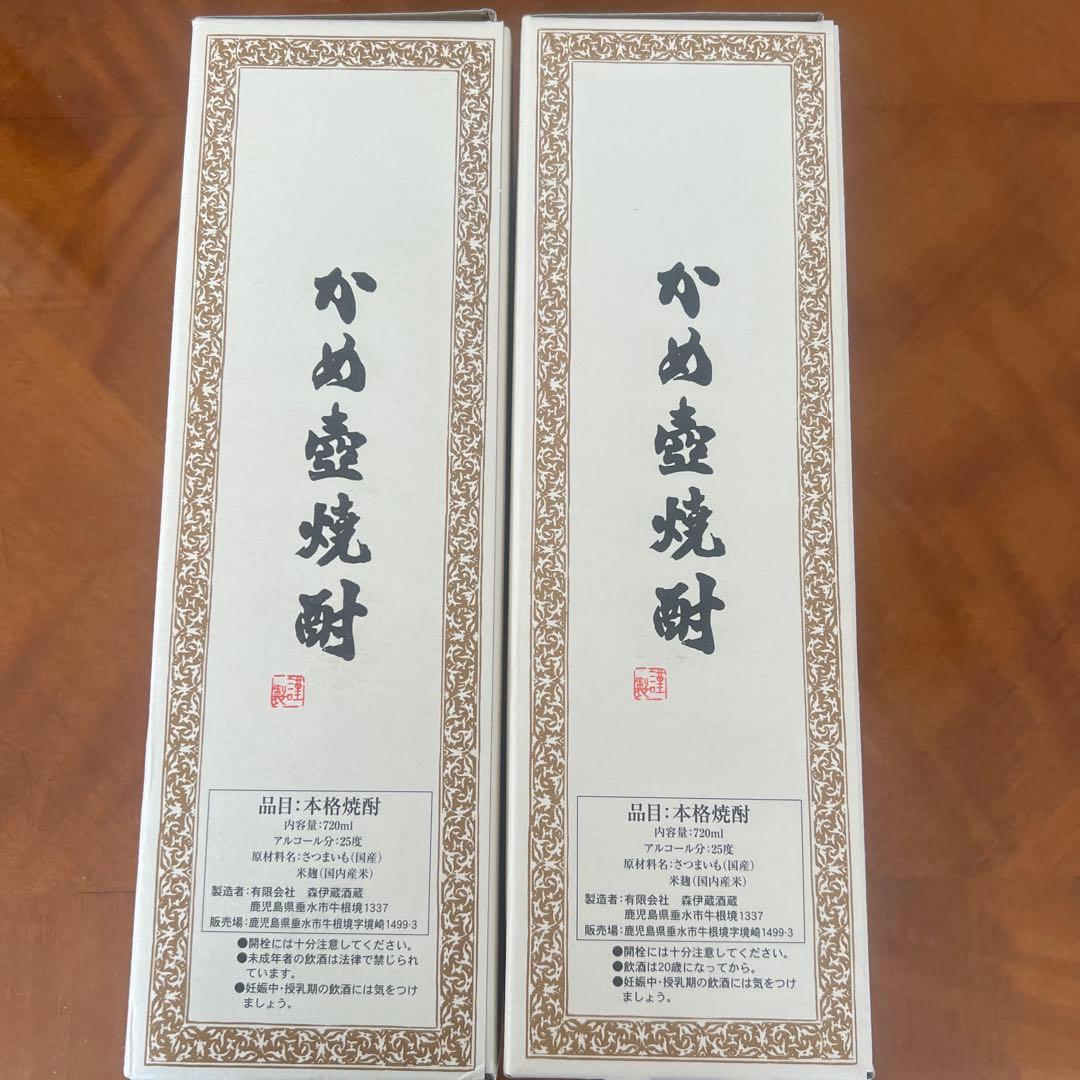 かめ壺焼酎
謹製
品目：本格焼酎
内容量：720ml
アルコール分：25度
原材料名：さつまいも（国産）
米麹（国内産米）
製造者：有限会社　森伊蔵酒蔵
鹿児島県垂水市牛根境1337
販売場：鹿児島県垂水市牛根境字境崎1499-3
●開栓には十分注意してください。
●未成年者の飲酒は法律で禁じられ
ています。
●妊娠中・授乳期の飲酒には気をつけ
ましょう。
かめ壺焼酎
謹製
品目：本格焼酎
内容量：720ml
アルコール分：25度
原材料名：さつまいも（国産）
米麹（国内産米）
製造者：有限会社　森伊蔵酒蔵
鹿児島県垂水市牛根境1337
販売場：鹿児島県垂水市牛根境字境崎1499-3
●開栓には十分注意してください。
●飲酒は20歳になってから。
●妊娠中・授乳期の飲酒には気をつけ
ましょう。